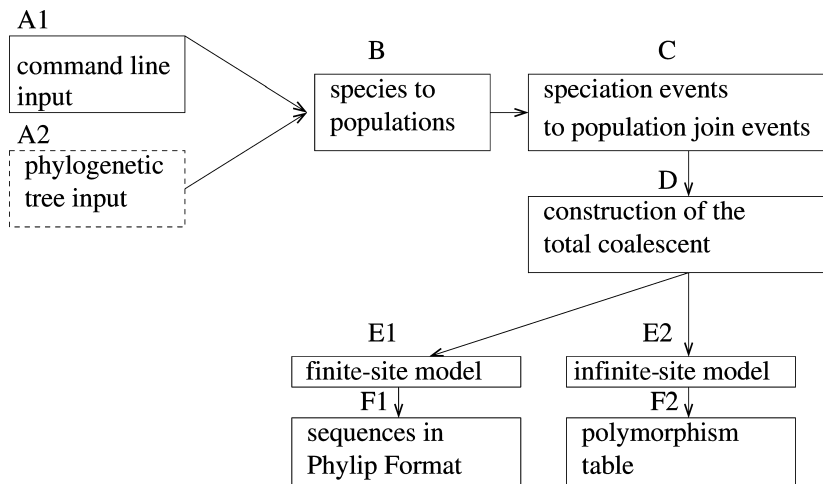 A1
command line
input
A2
phylogenetic
tree input
B
species to
populations
C
speciation events
to population join events
D
construction of the
total coalescent
E1
finite-site model
E2
infinite-site model
F1
sequences in
Phylip Format
F2
polymorphism
table